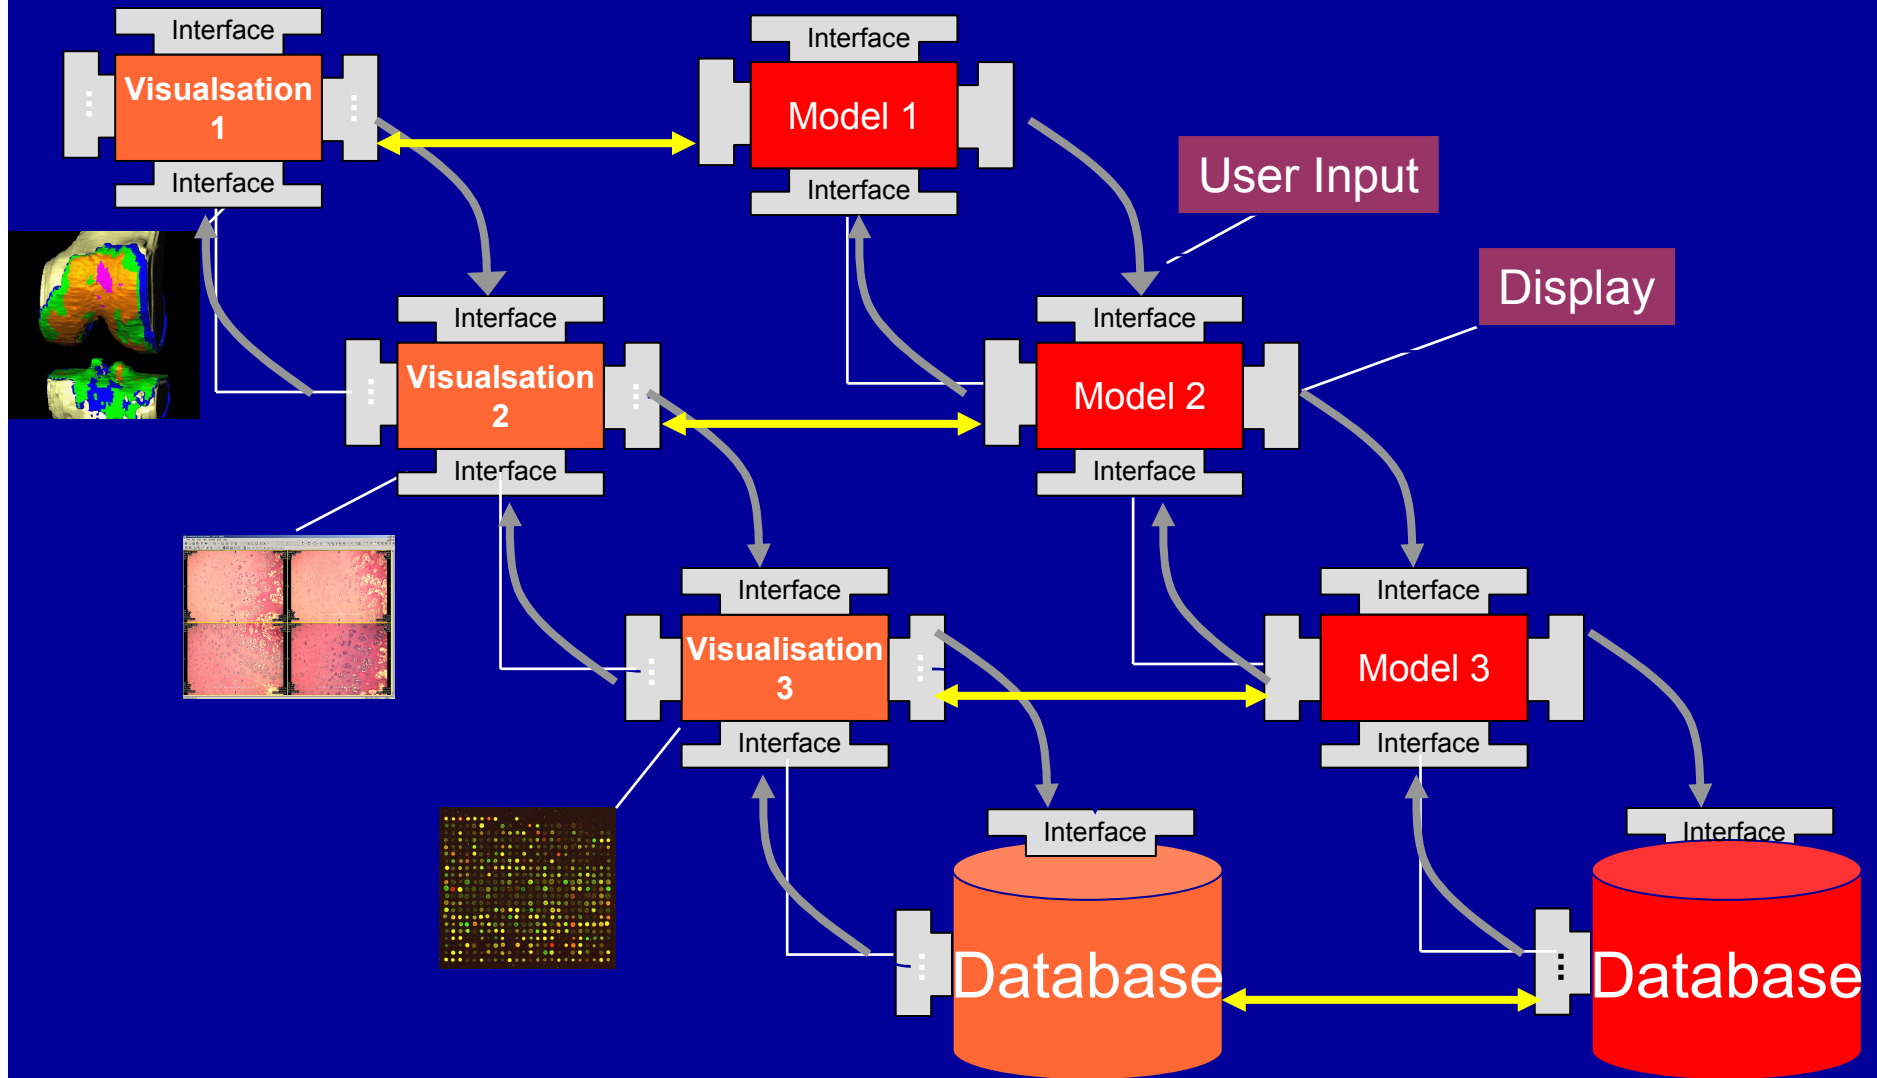 Interface
Interface
Visualsation
1
Model 1
Interface
Interface
User Input
Display
Interface
Interface
Visualsation
2
Model 2
Interface
Interface
Interface
Interface
Visualisation
3
Model 3
Interface
Interface
Interface
Interface
Database
Database